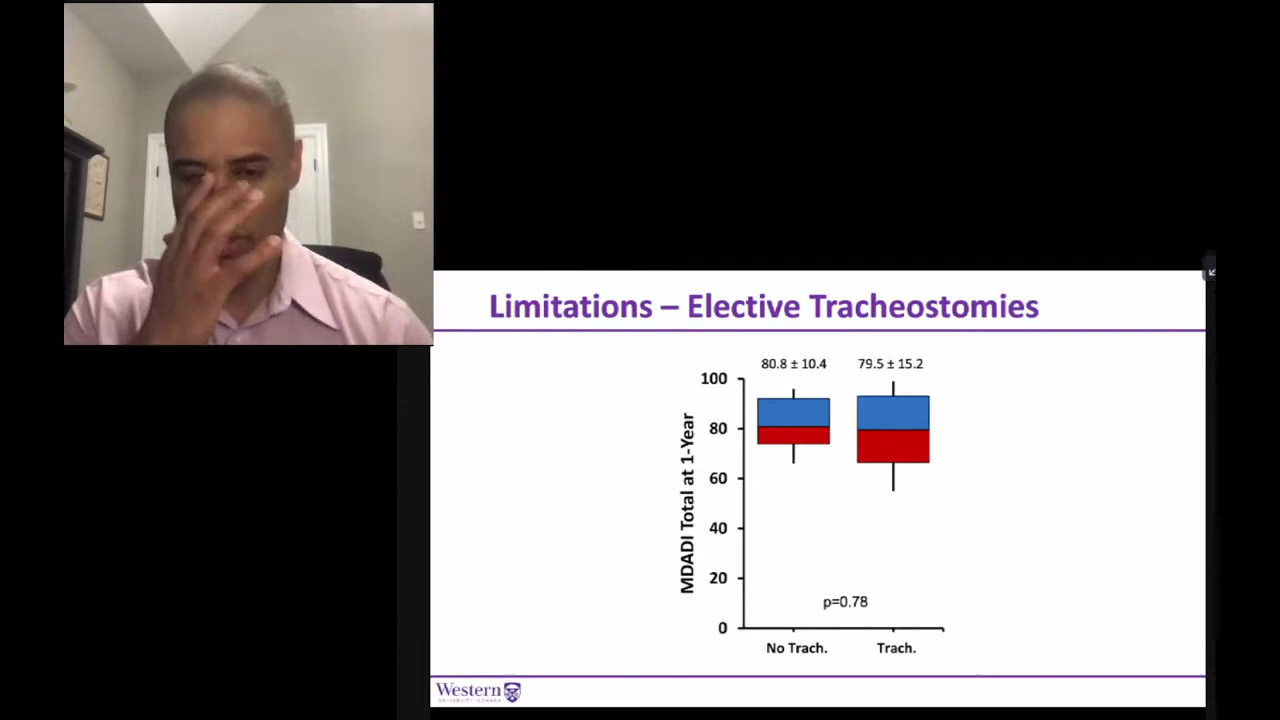 Limitations – Elective Tracheostomies
80.8 ± 10.4
79.5 ± 15.2
MDADI Total at 1-Year
100
80
60
40
20
0
p=0.78
No Trach.
Trach.
Western